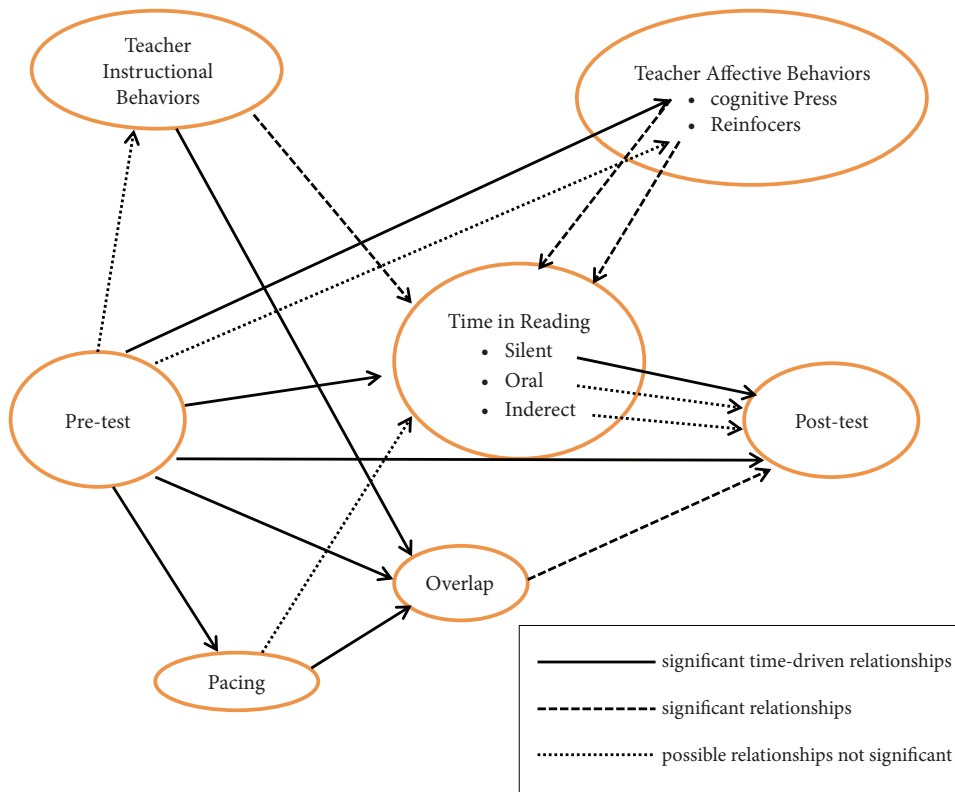 Teacher
Instructional
Behaviors
Teacher Affective Behaviors
• cognitive Press
• Reinfocers
Time in Reading
• Silent
• Oral
• Inderect
Pre-test
Post-test
Overlap
Pacing
significant time-driven relationships
significant relationships
possible relationships not significant